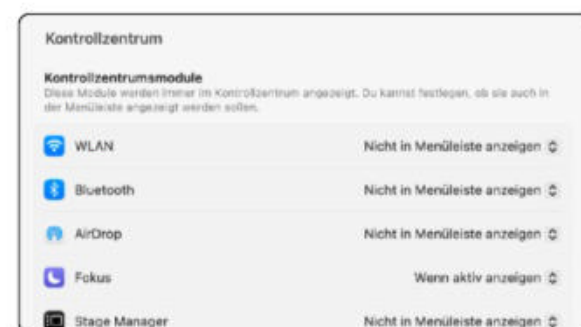 Kontrollzentrum
Kontrollzentrumsmodule
Diese Module werden immer im Kontrollzentrum angezeigt. Du kannst festlegen, ob sie auch in
der Menüleiste angezeigt werden sollen.
WLAN Nicht in Menüleiste anzeigen
Bluetooth Nicht in Menüleiste anzeigen
AirDrop Nicht in Menüleiste anzeigen
Fokus Wenn aktiv anzeigen
Stage Manager Nicht in Menüleiste anzeigen